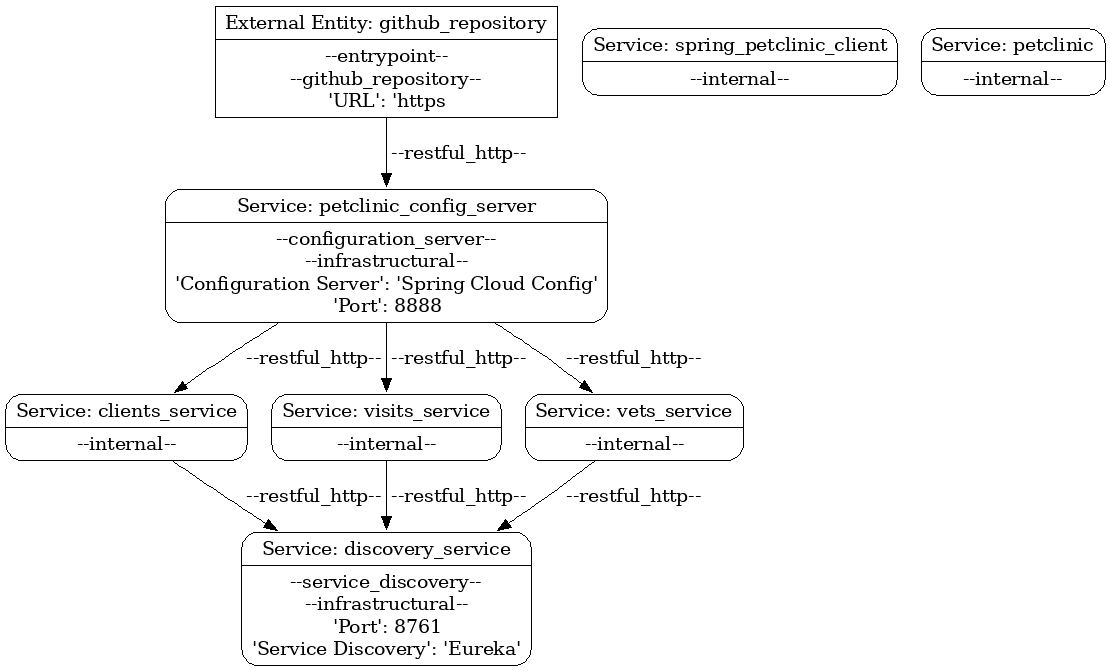 External Entity: github_repository
--entrypoint--
--github_repository--
'URL': 'https
Service: spring_petclinic_client
--internal--
Service: petclinic
--internal--
--restful_http--
Service: petclinic_config_server
--configuration_server--
--infrastructural--
'Configuration Server': 'Spring Cloud Config'
'Port': 8888
--restful_http--
--restful_http--
--restful_http--
Service: clients_service
--internal--
Service: visits_service
--internal--
Service: vets_service
--internal--
--restful_http--
--restful_http--
--restful_http--
Service: discovery_service
--service_discovery--
--infrastructural--
'Port': 8761
'Service Discovery': 'Eureka'